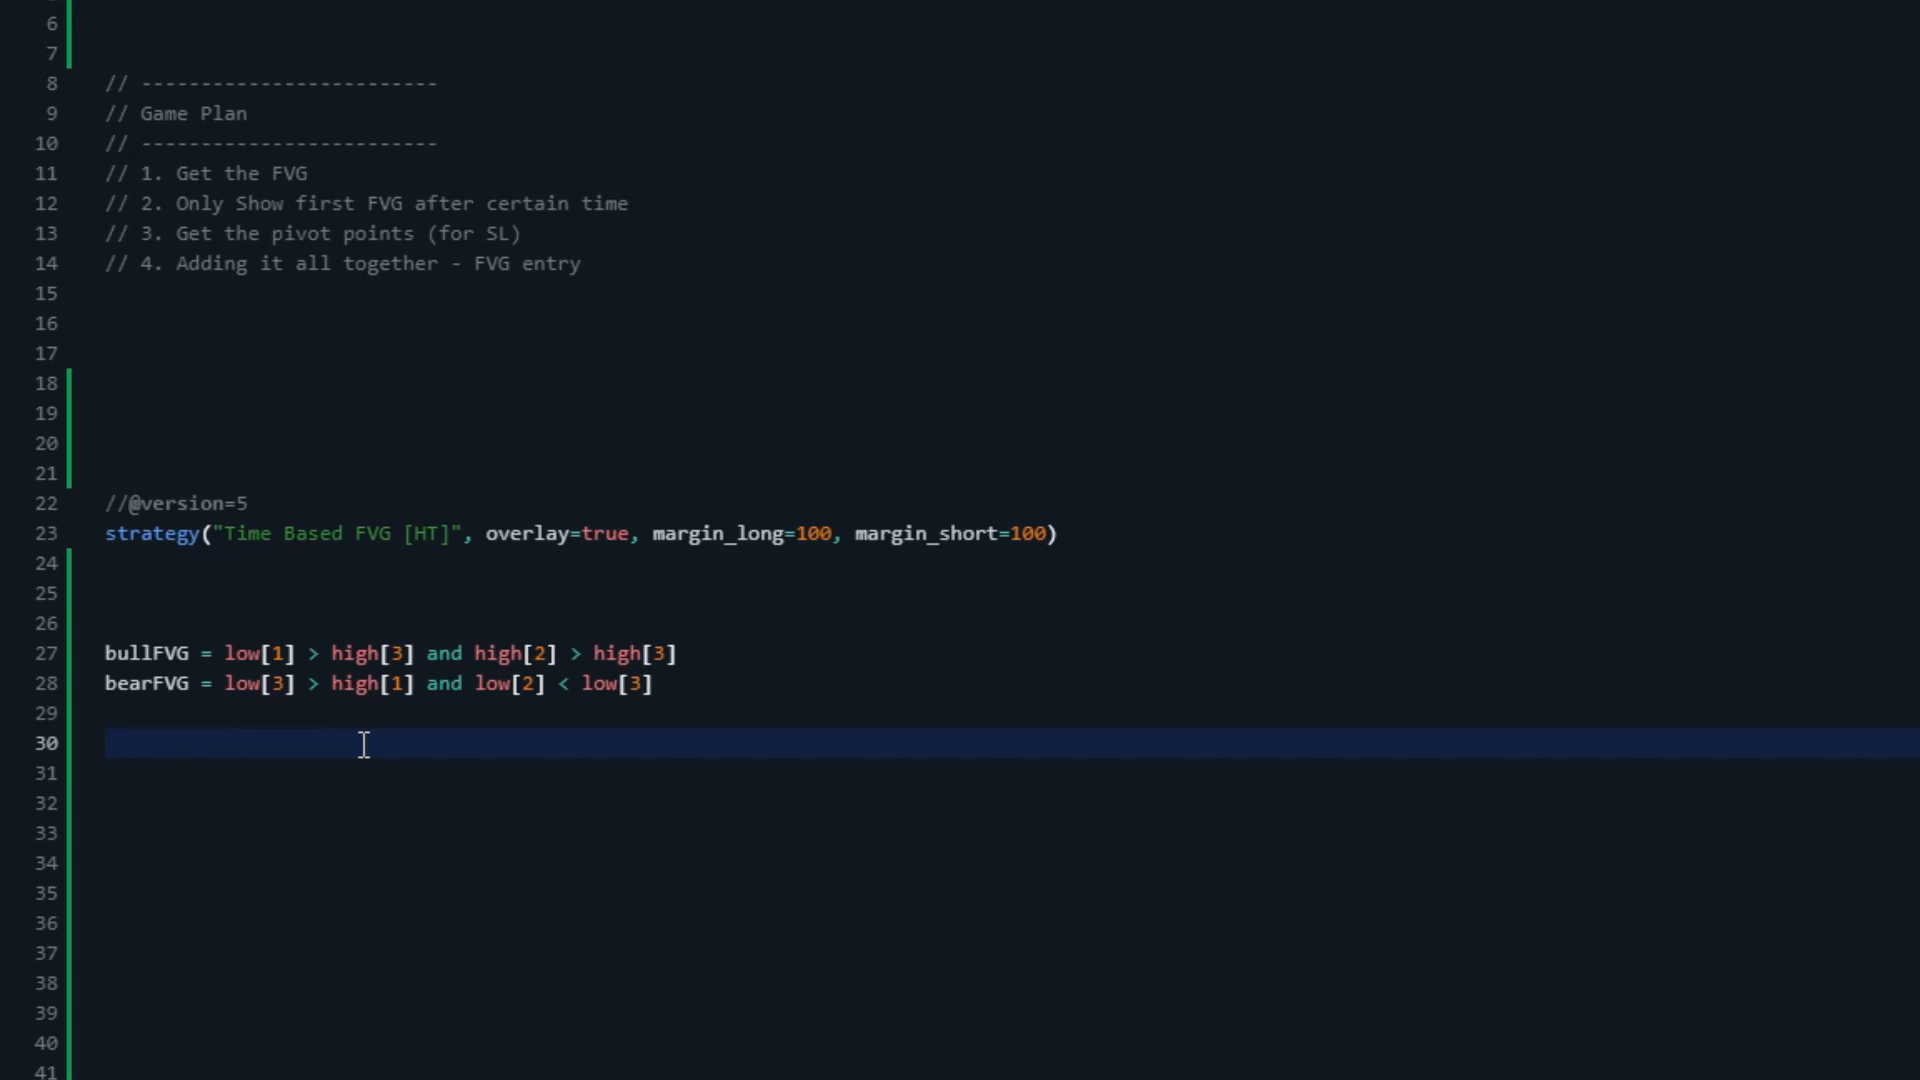 6
7
8 // -------------------------
9 // Game Plan
10 // -------------------------
11 // 1. Get the FVG
12 // 2. Only Show first FVG after certain time
13 // 3. Get the pivot points (for SL)
14 // 4. Adding it all together - FVG entry
15
16
17
18
19
20
21
22 //@version=5
23 strategy("Time Based FVG [HT]", overlay=true, margin_long=100, margin_short=100)
24
25
26
27 bullFVG = low[1] > high[3] and high[2] > high[3]
28 bearFVG = low[3] > high[1] and low[2] < low[3]
29
30
31
32
33
34
35
36
37
38
39
40
41